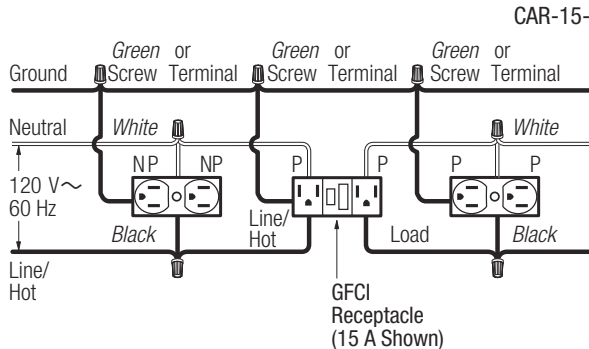 CAR-15-
Green or
Screw Terminal
Green or
Screw Terminal
Green or
Screw Terminal
Ground
Neutral
White
White
NP
NP
P
P
P
P
120 V～
60 Hz
Black
Line/
Hot
Load
Black
Line/
Hot
GFCI
Receptacle
(15 A Shown)